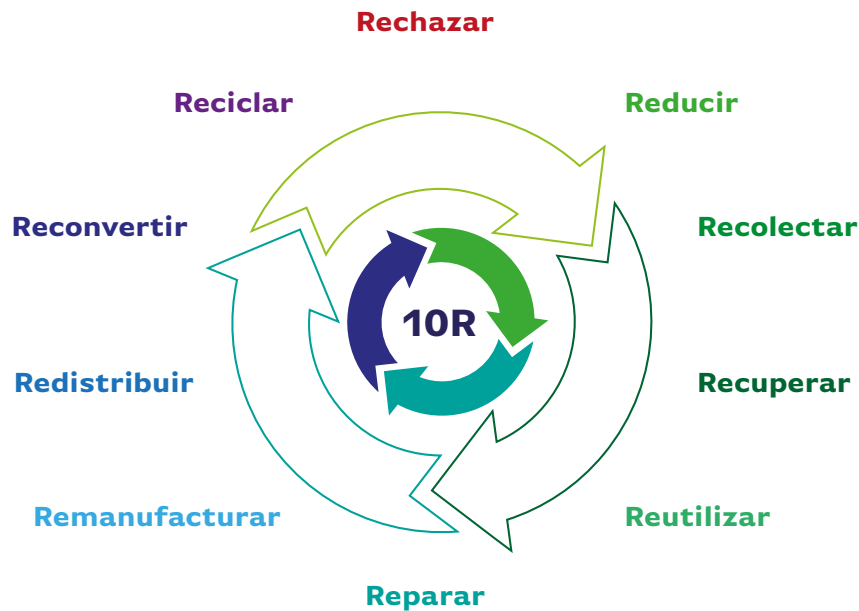 Rechazar
Reciclar
Reducir
Reconvertir
Recolectar
10R
Redistribuir
Recuperar
Remanufacturar
Reutilizar
Reparar